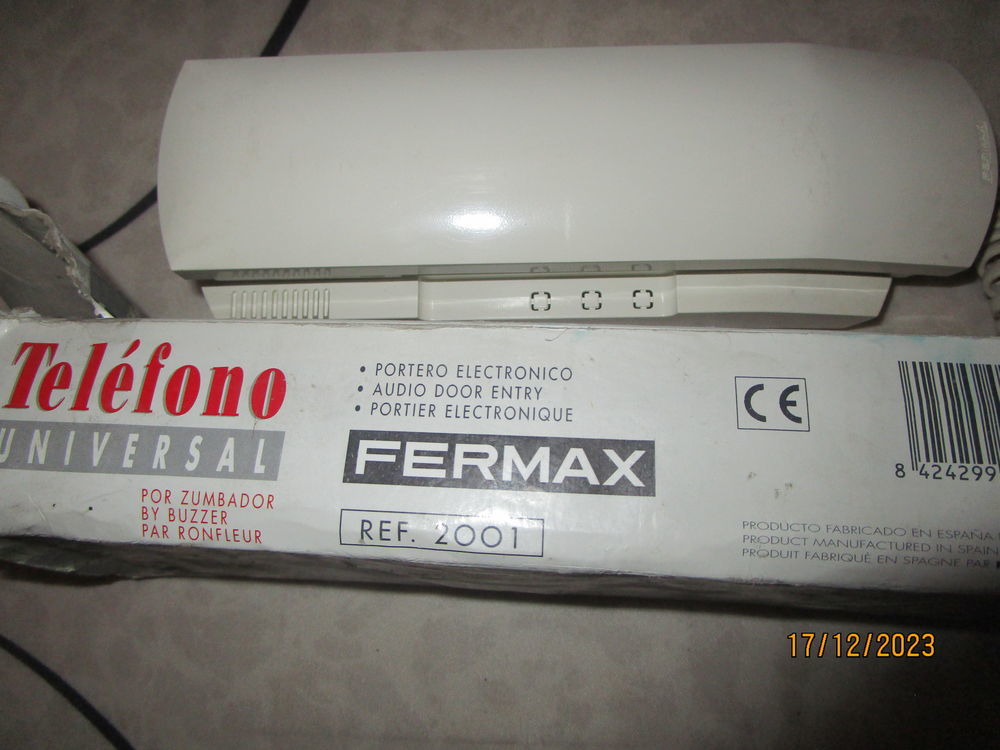 Teléfono
UNIVERSAL
POR ZUMBADOR
BY BUZZER
PAR RONFLEUR
• PORTERO ELECTRONICO
• AUDIO DOOR ENTRY
• PORTIER ELECTRONIQUE
FERMAX
REF. 2001
CE
8 424299
PRODUCTO FABRICADO EN ESPAÑA
PRODUCT MANUFACTURED IN SPAIN
PRODUIT FABRIQUÉ EN SPAGNE PAR
17/12/2023